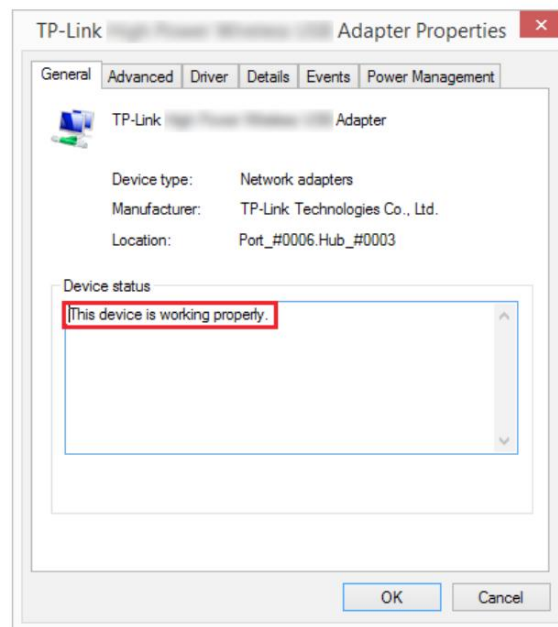 TP-Link Adapter Properties
General Advanced Driver Details Events Power Management
TP-Link Adapter
Device type: Network adapters
Manufacturer: TP-Link Technologies Co., Ltd.
Location: Port_#0006.Hub_#0003
Device status
This device is working properly.
OK Cancel